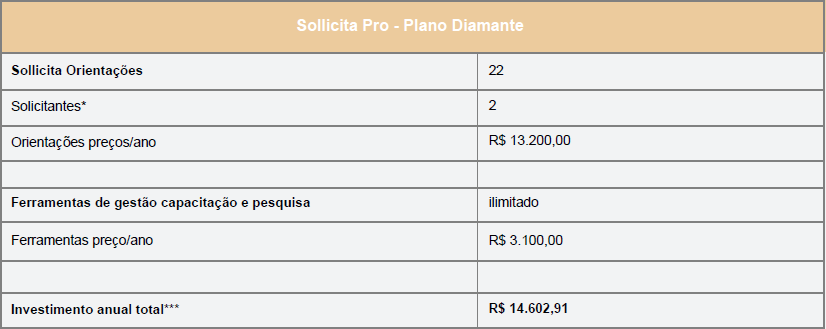 Sollicita Pro - Plano Diamante
Sollicita Orientações 22
Solicitantes* 2
Orientações preços/ano R$ 13.200,00
Ferramentas de gestão capacitação e pesquisa ilimitado
Ferramentas preço/ano R$ 3.100,00
Investimento anual total*** R$ 14.602,91